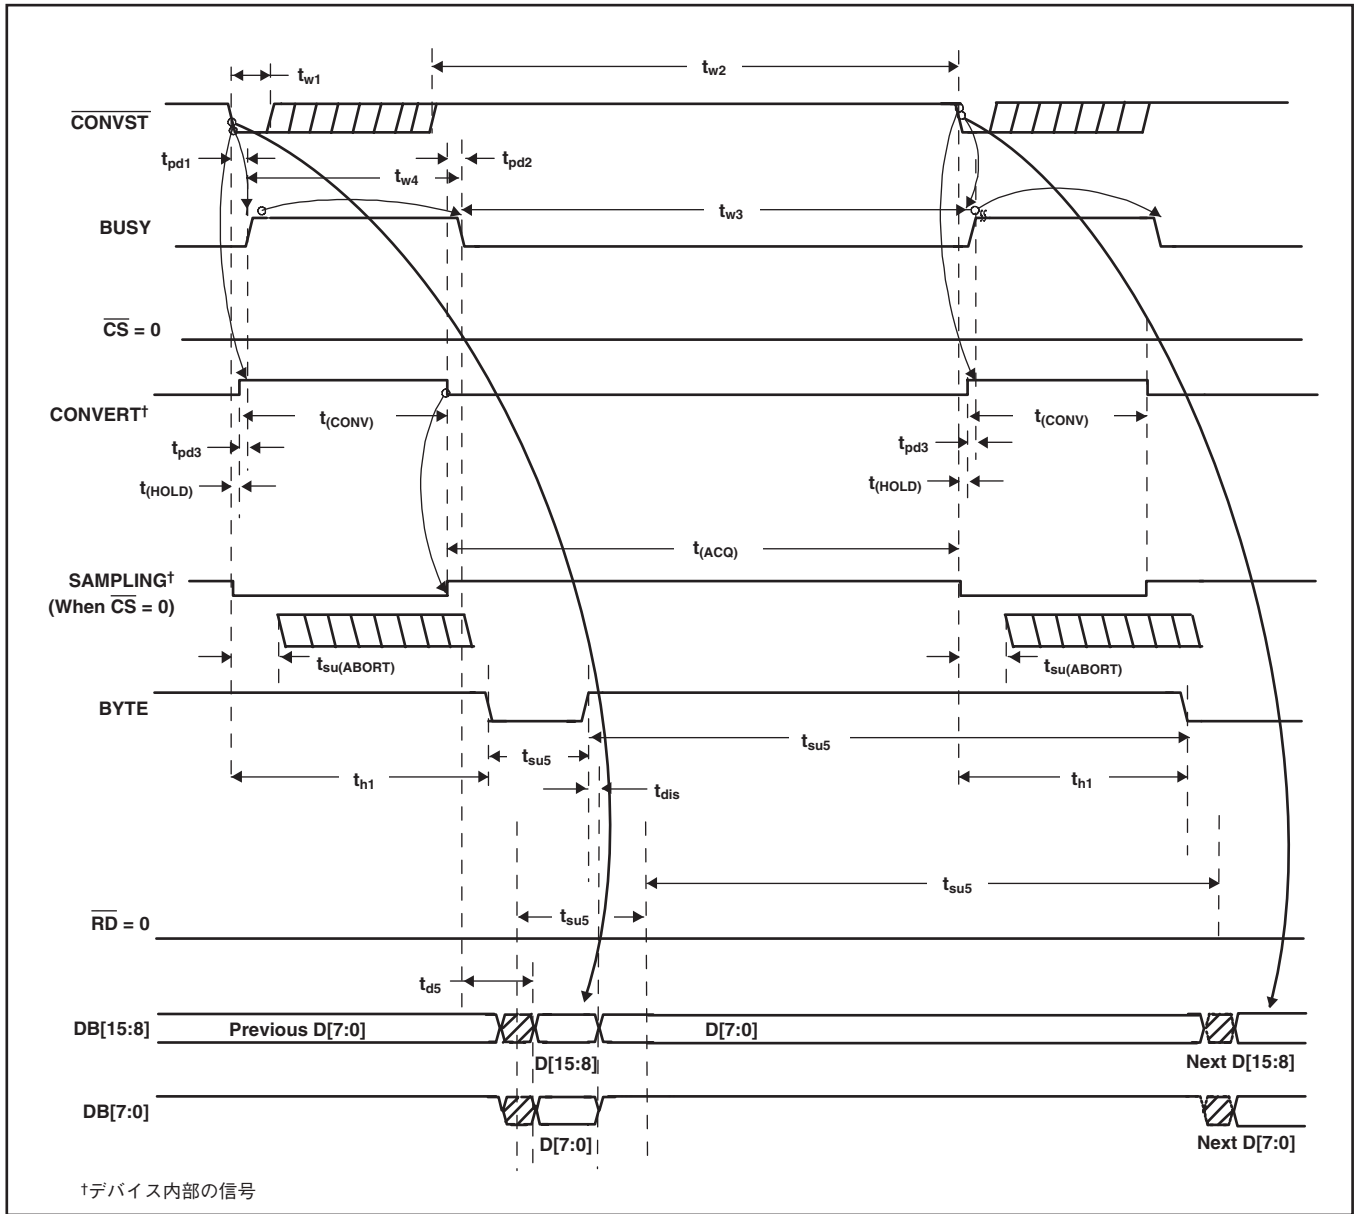 tw1
tw2
CONVST
tpd1
tpd2
tw4
tw3
BUSY
CS = 0
CONVERT†
t(CONV)
t(CONV)
tpd3
tpd3
t(HOLD)
t(HOLD)
t(ACQ)
SAMPLING†
(When CS = 0)
tsu(ABORT)
tsu(ABORT)
BYTE
tsu5
tsu5
th1
tdis
th1
tsu5
tsu5
RD = 0
td5
DB[15:8]
Previous D[7:0]
D[7:0]
D[15:8]
Next D[15:8]
DB[7:0]
D[7:0]
Next D[7:0]
†デバイス内部の信号